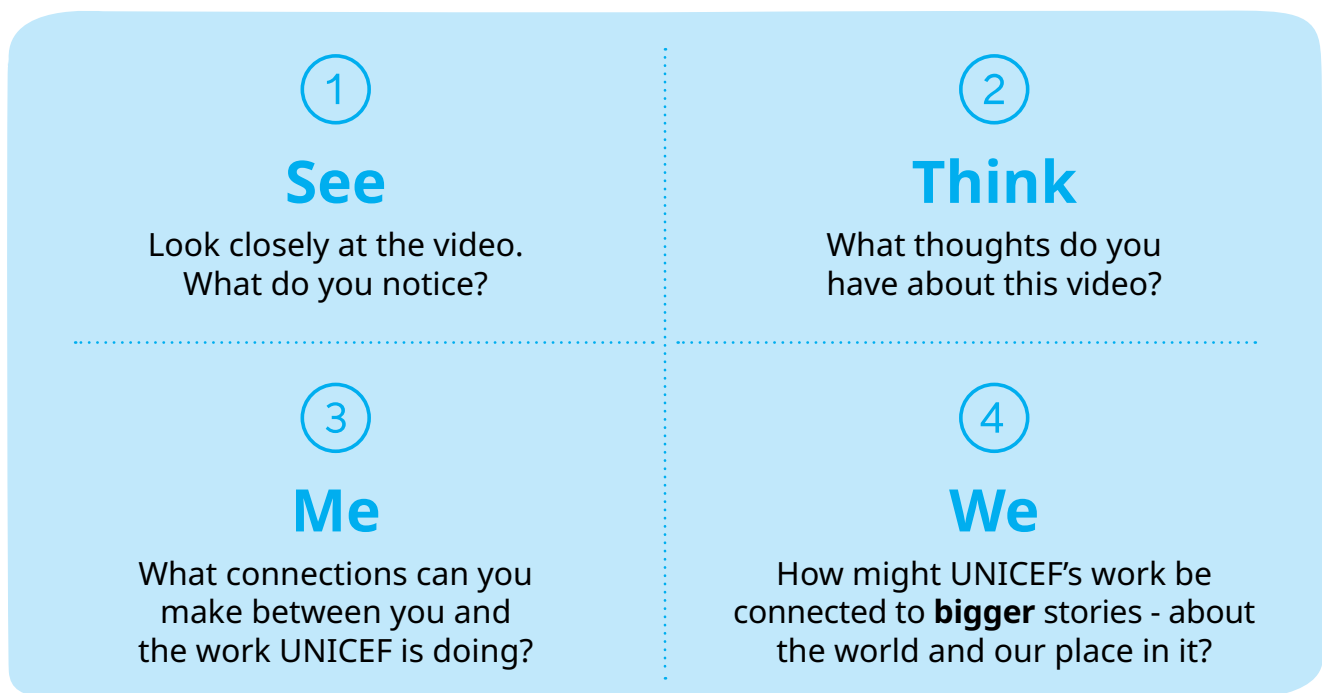 1
See
Look closely at the video.
What do you notice?
2
Think
What thoughts do you
have about this video?
3
Me
What connections can you
make between you and
the work UNICEF is doing?
4
We
How might UNICEF’s work be
connected to bigger stories - about
the world and our place in it?